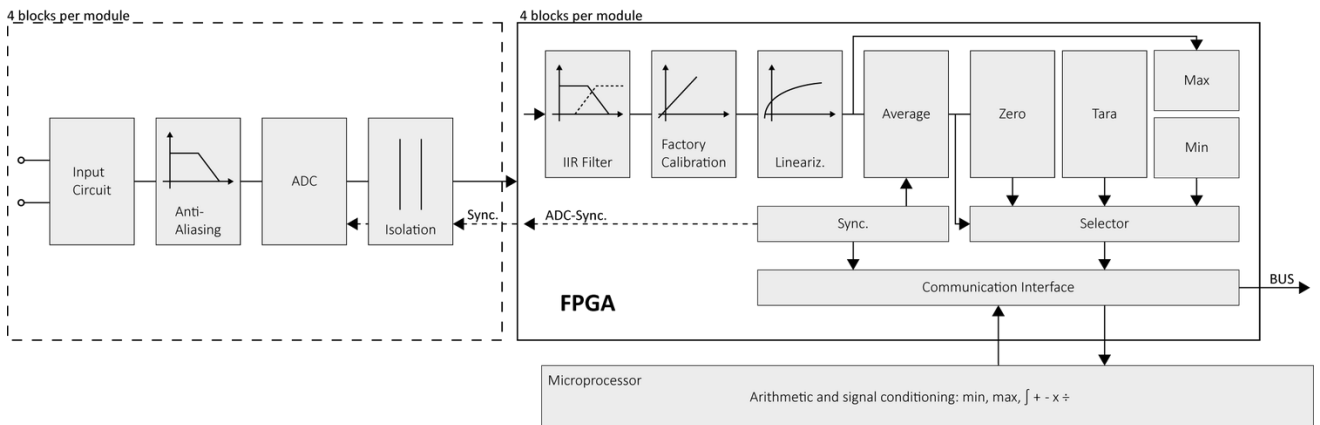 4 blocks per module
4 blocks per module
Input
Circuit
Anti-
Aliasing
ADC
Isolation
Sync.
ADC-Sync.
IIR Filter
Factory
Calibration
Lineariz.
Average
Zero
Tara
Max
Min
Sync.
Selector
Communication Interface
BUS
FPGA
Microprocessor
Arithmetic and signal conditioning: min, max, ∫ + - x ÷